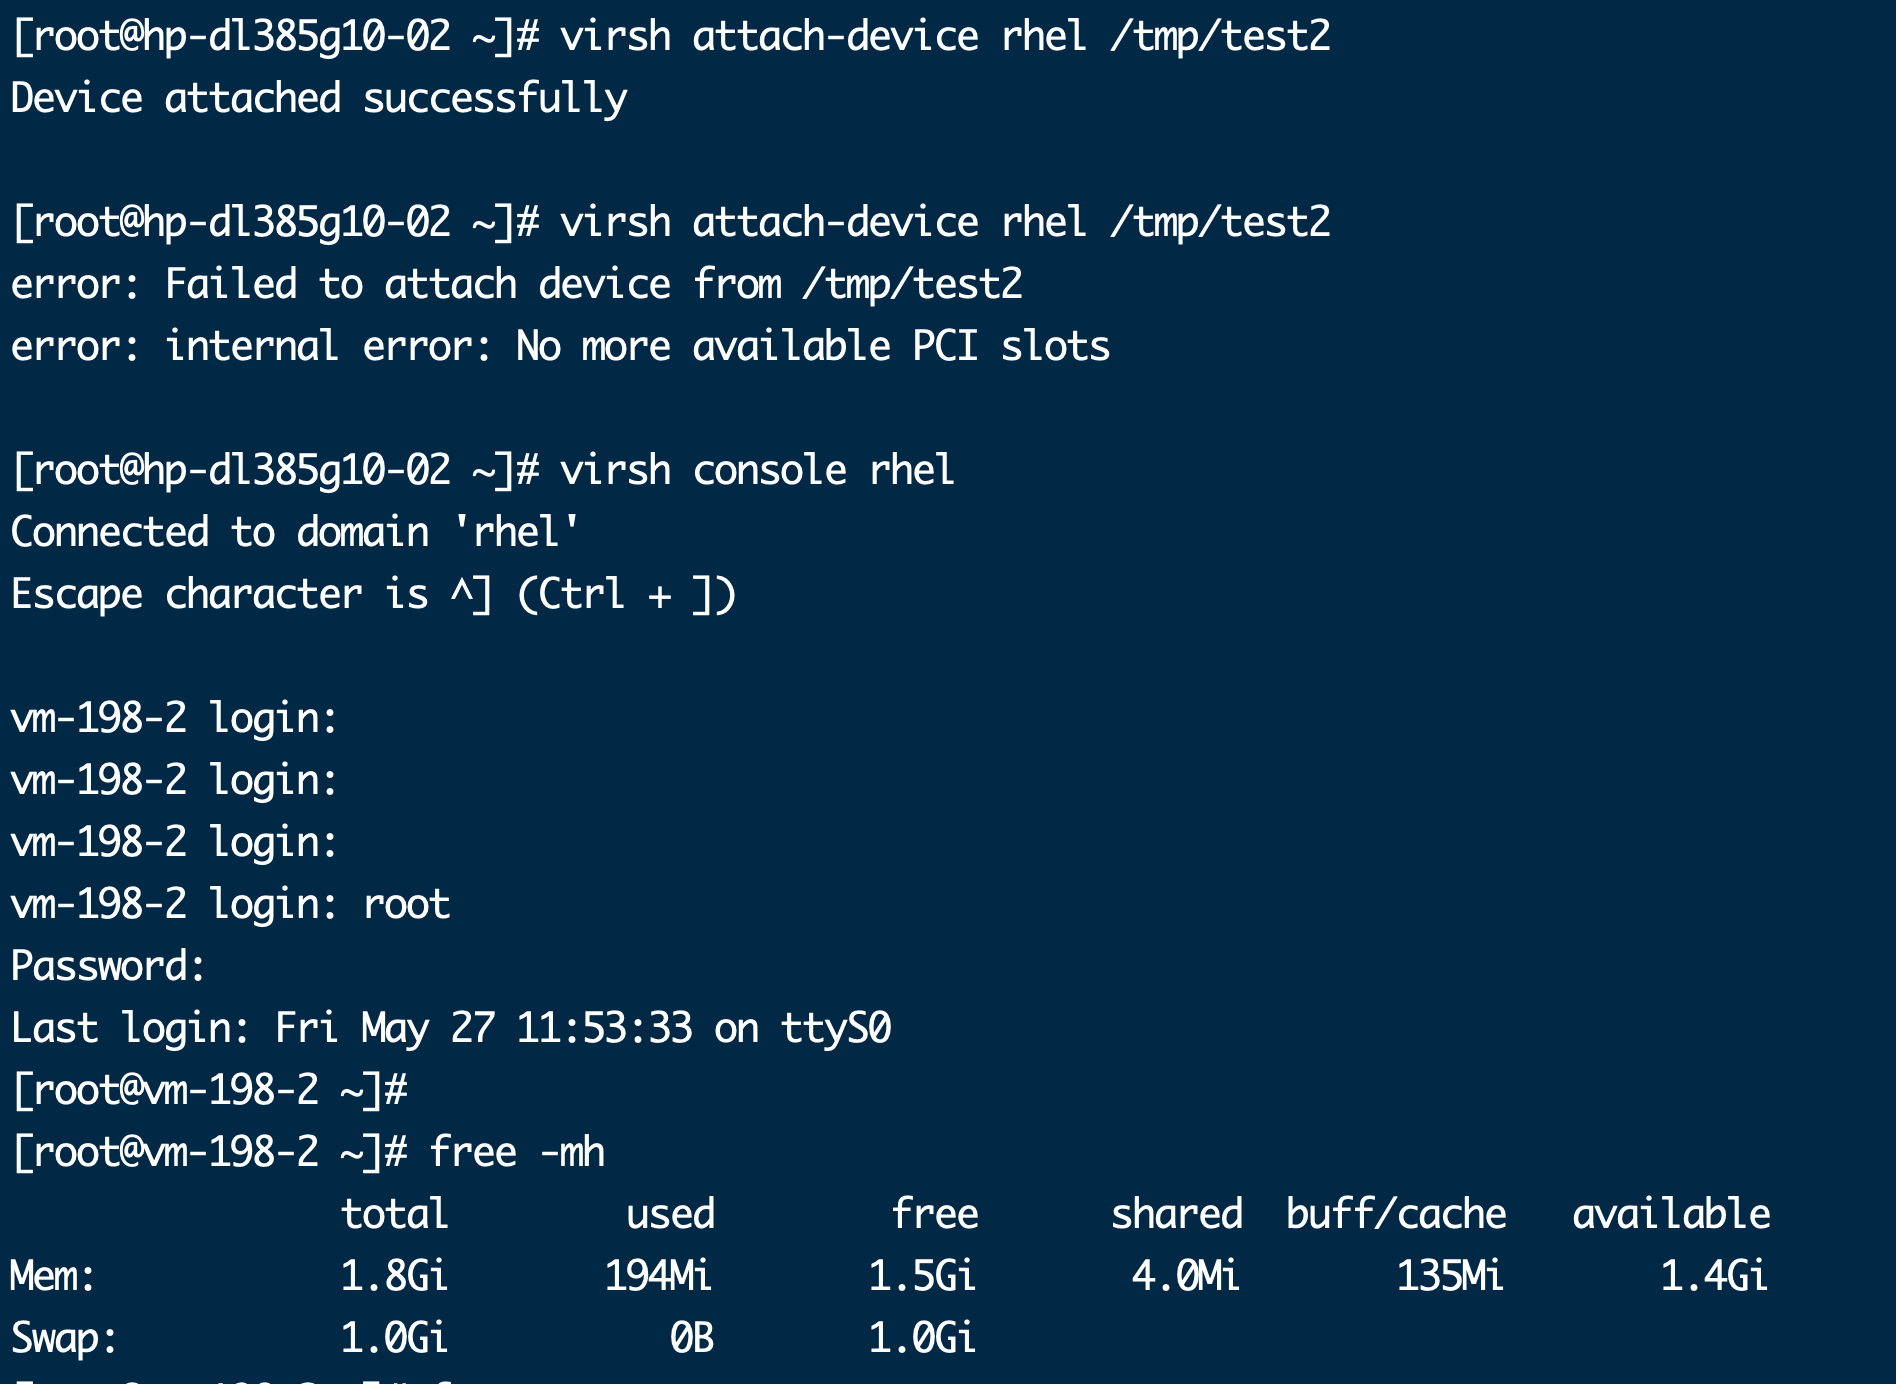 [root@hp-dl385g10-02 ~]# virsh attach-device rhel /tmp/test2
Device attached successfully
[root@hp-dl385g10-02 ~]# virsh attach-device rhel /tmp/test2
error: Failed to attach device from /tmp/test2
error: internal error: No more available PCI slots
[root@hp-dl385g10-02 ~]# virsh console rhel
Connected to domain 'rhel'
Escape character is ^] (Ctrl + ])
vm-198-2 login:
vm-198-2 login:
vm-198-2 login:
vm-198-2 login: root
Password:
Last login: Fri May 27 11:53:33 on ttyS0
[root@vm-198-2 ~]#
[root@vm-198-2 ~]# free -mh
total used free shared buff/cache available
Mem: 1.8Gi 194Mi 1.5Gi 4.0Mi 135Mi 1.4Gi
Swap: 1.0Gi 0B 1.0Gi